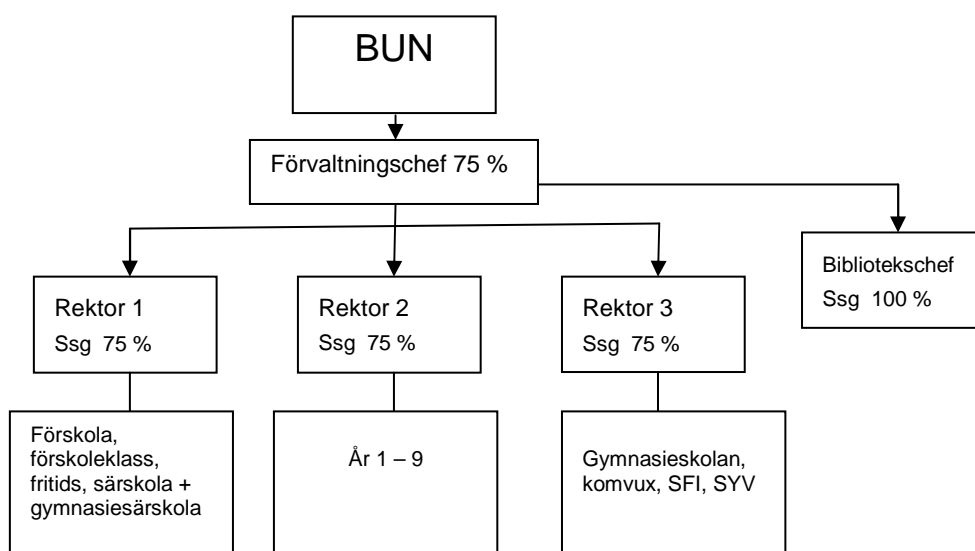 BUN
Förvaltningschef 75 %
Bibliotekschef
Ssg 100 %
Rektor 1
Ssg 75 %
Rektor 2
Ssg 75 %
Rektor 3
Ssg 75 %
Förskola,
förskoleklass,
fritids, särskola +
gymnasiesärskola
År 1 – 9
Gymnasieskolan,
komvux, SFI, SYV